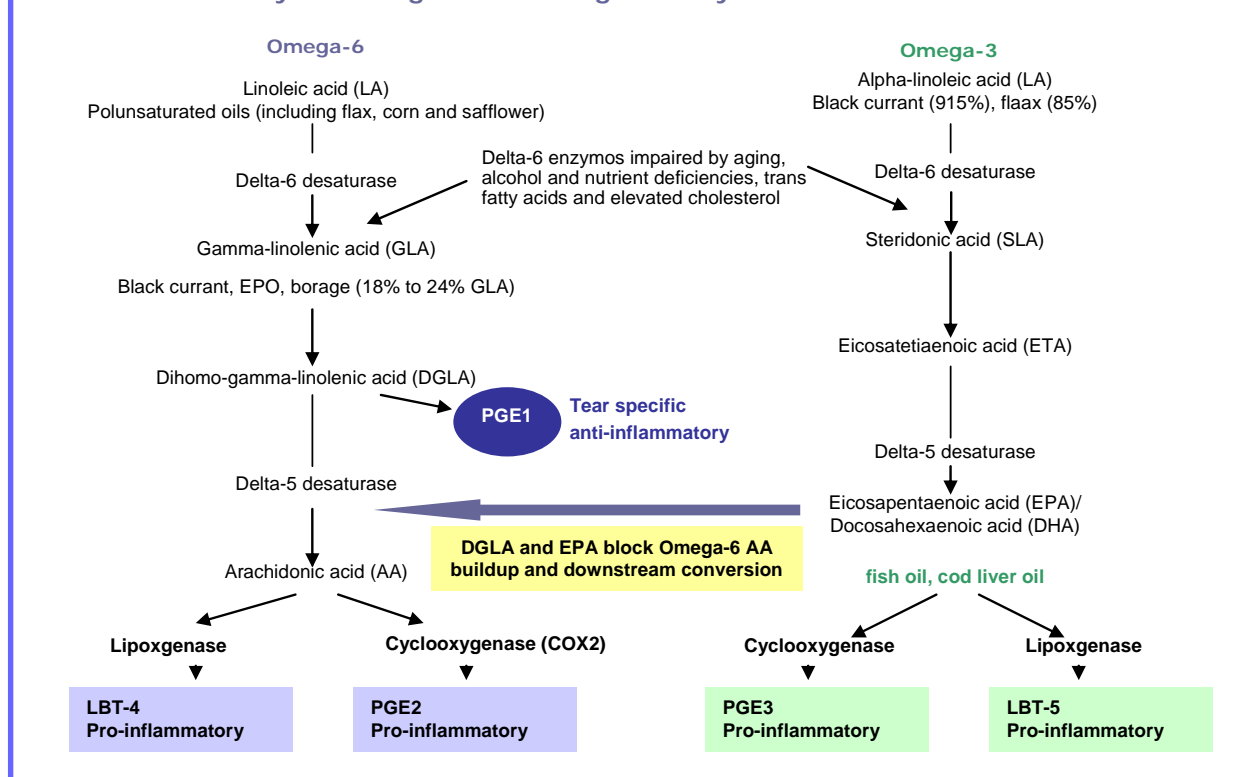 Omega-6
Linoleic acid (LA)
Polunsaturated oils (including flax, corn and safflower)
Delta-6 desaturase
Gamma-linolenic acid (GLA)
Black currant, EPO, borage (18% to 24% GLA)
Dihomo-gamma-linolenic acid (DGLA)
PGE1
Tear specific
anti-inflammatory
Delta-5 desaturase
Arachidonic acid (AA)
Lipoxgenase
Cyclooxygenase (COX2)
LBT-4
Pro-inflammatory
PGE2
Pro-inflammatory
Delta-6 enzymos impaired by aging,
alcohol and nutrient deficiencies, trans
fatty acids and elevated cholesterol
DGLA and EPA block Omega-6 AA
buildup and downstream conversion
Omega-3
Alpha-linoleic acid (LA)
Black currant (915%), flaax (85%)
Delta-6 desaturase
Steridonic acid (SLA)
Eicosatetiaenoic acid (ETA)
Delta-5 desaturase
Eicosapentaenoic acid (EPA)/
Docosahexaenoic acid (DHA)
fish oil, cod liver oil
Cyclooxygenase
Lipoxgenase
PGE3
Pro-inflammatory
LBT-5
Pro-inflammatory